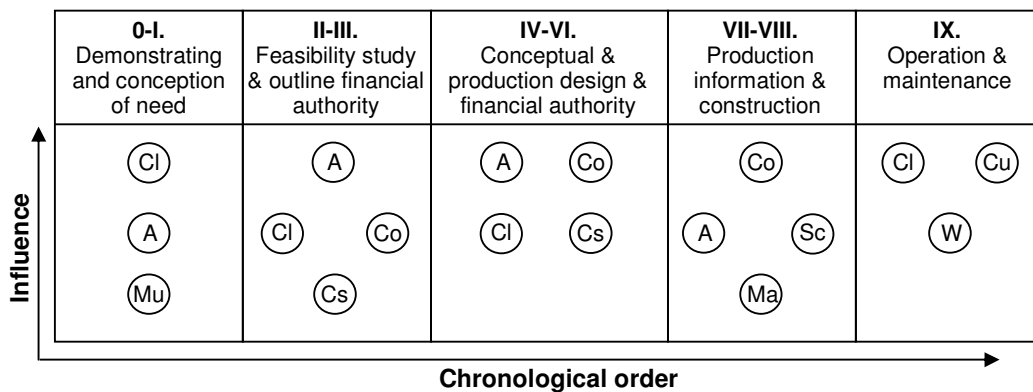 0-I.
Demonstrating
and conception
of need
II-III.
Feasibility study
& outline financial
authority
IV-VI.
Conceptual &
production design &
financial authority
VII-VIII.
Production
information &
construction
IX.
Operation &
maintenance
Influence
Cl
A
Mu
A
Cl Co
Cs
A Co
Cl Cs
Co
A Sc
Ma
Cl Cu
W
Chronological order